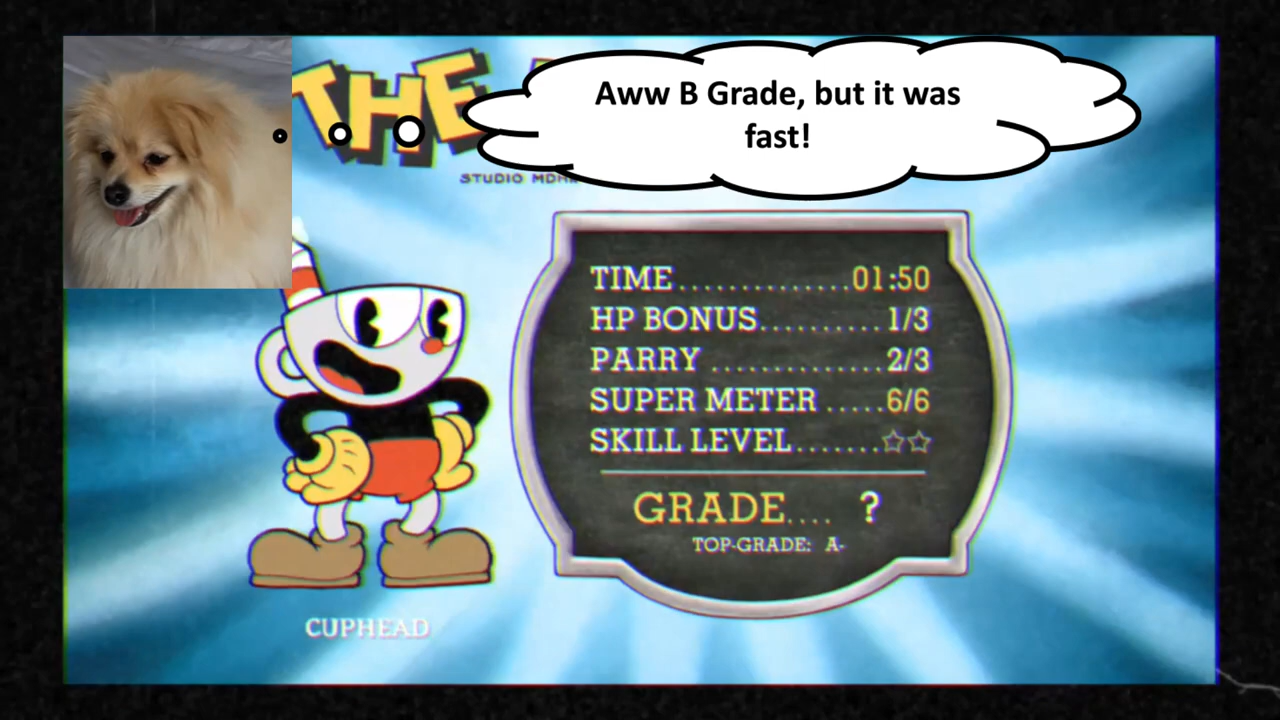 THE
Aww B Grade, but it was
fast!
STUDIO
TIME..............01:50
HP BONUS..........1/3
PARRY..............2/3
SUPER METER.....6/6
SKILL LEVEL.......☆☆
GRADE.... ?
TOP-GRADE: A-
CUPHEAD